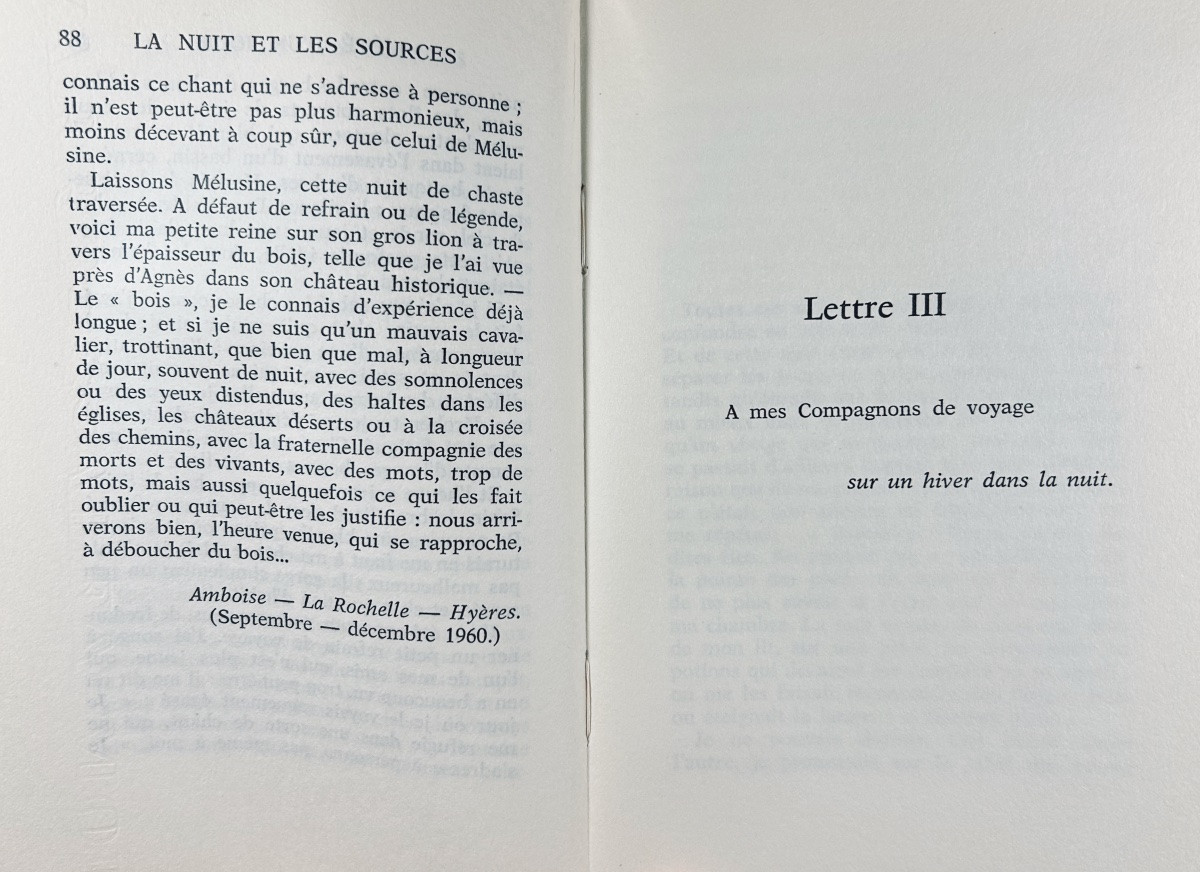 88 LA NUIT ET LES SOURCES
connais ce chant qui ne s'adresse à personne ;
il n'est peut-être pas plus harmonieux, mais
moins décevant à coup sûr, que celui de Mélu-
sine.
Laissons Mélusine, cette nuit de chaste
traversée. A défaut de refrain ou de légende,
voici ma petite reine sur son gros lion à tra-
vers l'épaisseur du bois, telle que je l'ai vue
près d'Agnès dans son château historique. —
Le « bois », je le connais d'expérience déjà
longue ; et si je ne suis qu'un mauvais cava-
lier, trottinant, que bien que mal, à longueur
de jour, souvent de nuit, avec des somnolences
ou des yeux distendus, des haltes dans les
églises, les châteaux déserts ou à la croisée
des chemins, avec la fraternelle compagnie des
morts et des vivants, avec des mots, trop de
mots, mais aussi quelquefois ce qui les fait
oublier ou qui peut-être les justifie : nous arri-
verons bien, l'heure venue, qui se rapproche,
à déboucher du bois...
Amboise — La Rochelle — Hyères.
(Septembre — décembre 1960.)
Lettre III
A mes Compagnons de voyage
sur un hiver dans la nuit.